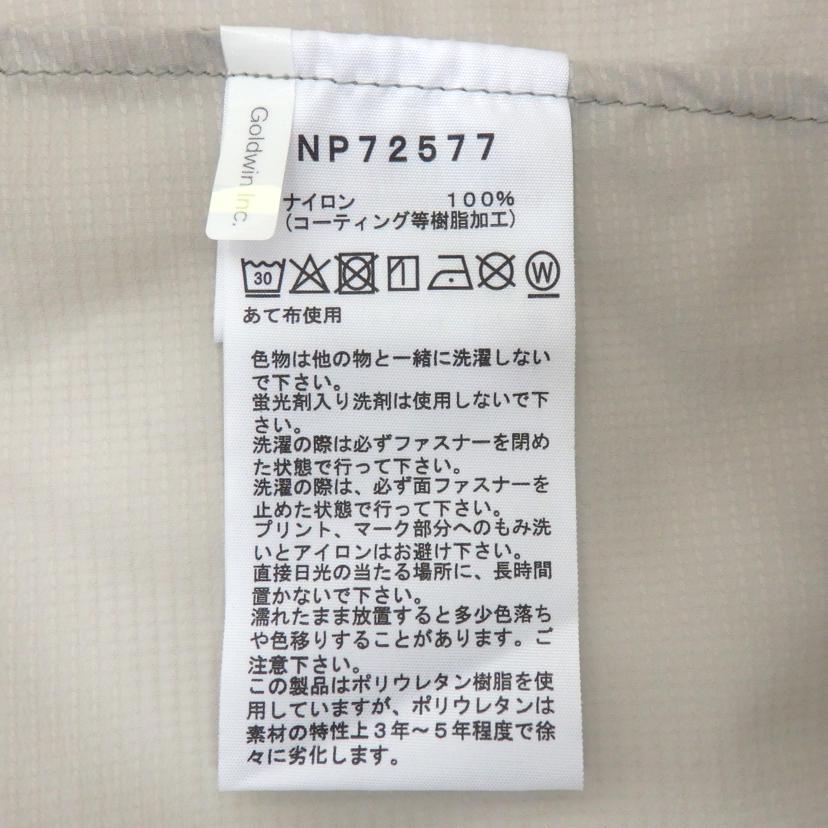 Goldwin Inc.
NP72577
ナイロン 100%
（コーティング等樹脂加工）
30 W
あて布使用
色物は他の物と一緒に洗濯しない
で下さい。
蛍光剤入り洗剤は使用しないで下
さい。
洗濯の際は必ずファスナーを閉め
た状態で行って下さい。
洗濯の際は、必ず面ファスナーを
止めた状態で行って下さい。
プリント、マーク部分へのもみ洗
いとアイロンはお避け下さい。
直接日光の当たる場所に、長時間
置かないで下さい。
濡れたまま放置すると多少色落ち
や色移りすることがあります。ご
注意下さい。
この製品はポリウレタン樹脂を使
用していますが、ポリウレタンは
素材の特性上３年～５年程度で徐
々に劣化します。